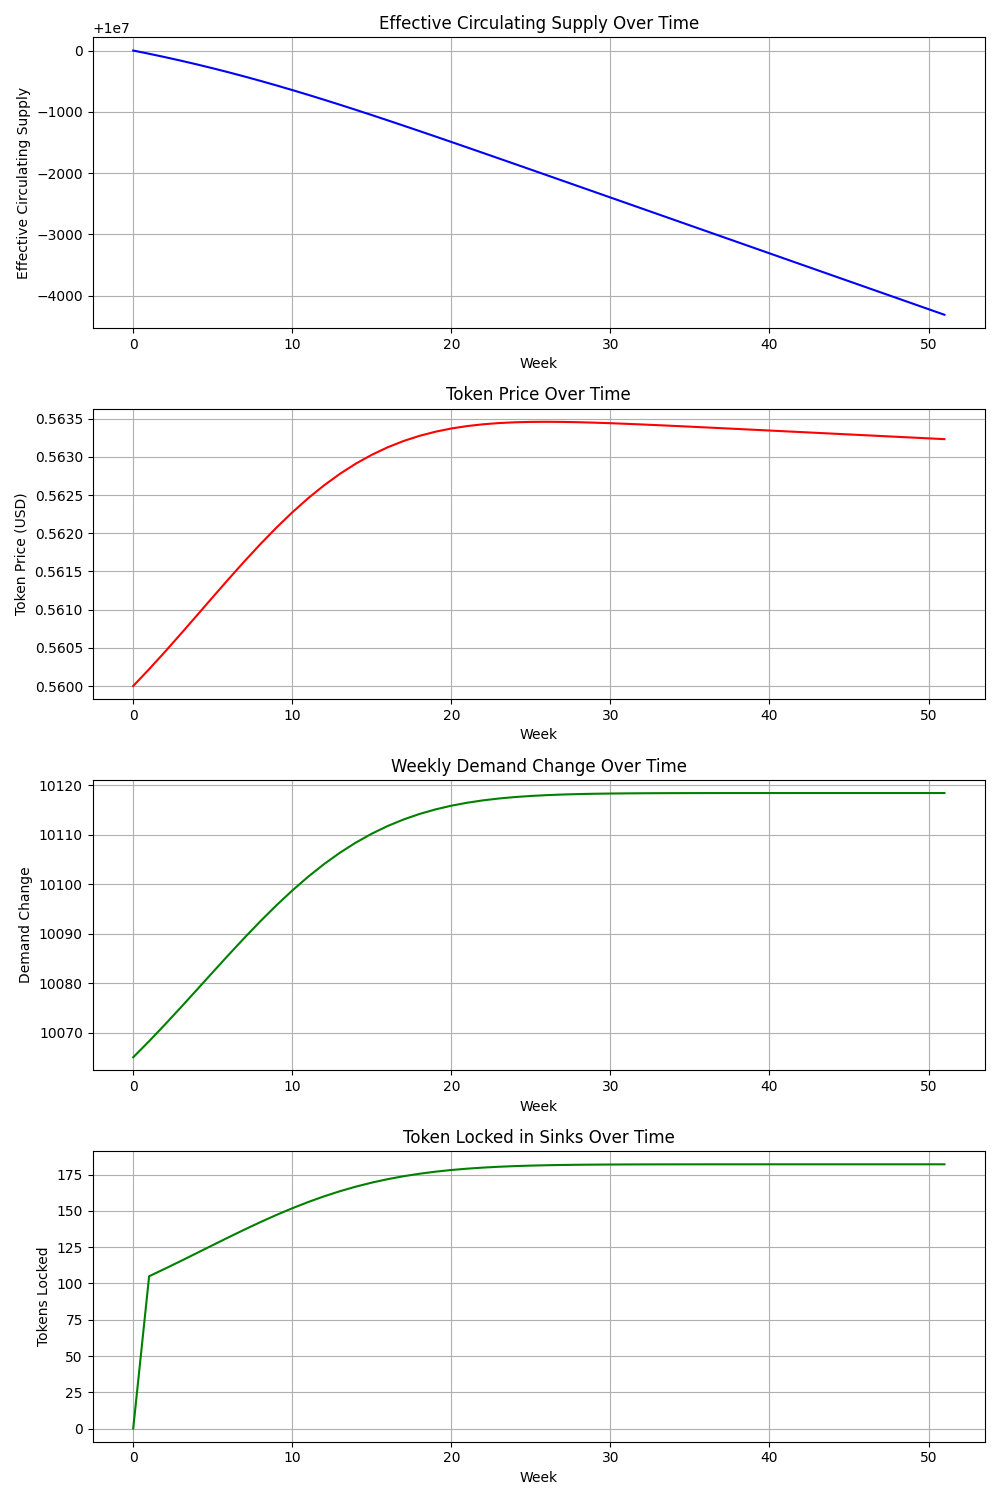 Effective Circulating Supply Over Time
+1e7
0
−1000
−2000
−3000
−4000
Effective Circulating Supply
0 10 20 30 40 50
Week
Token Price Over Time
0.5635
0.5630
0.5625
0.5620
0.5615
0.5610
0.5605
0.5600
Token Price (USD)
0 10 20 30 40 50
Week
Weekly Demand Change Over Time
10120
10110
10100
10090
10080
10070
Demand Change
0 10 20 30 40 50
Week
Token Locked in Sinks Over Time
175
150
125
100
75
50
25
0
Tokens Locked
0 10 20 30 40 50
Week